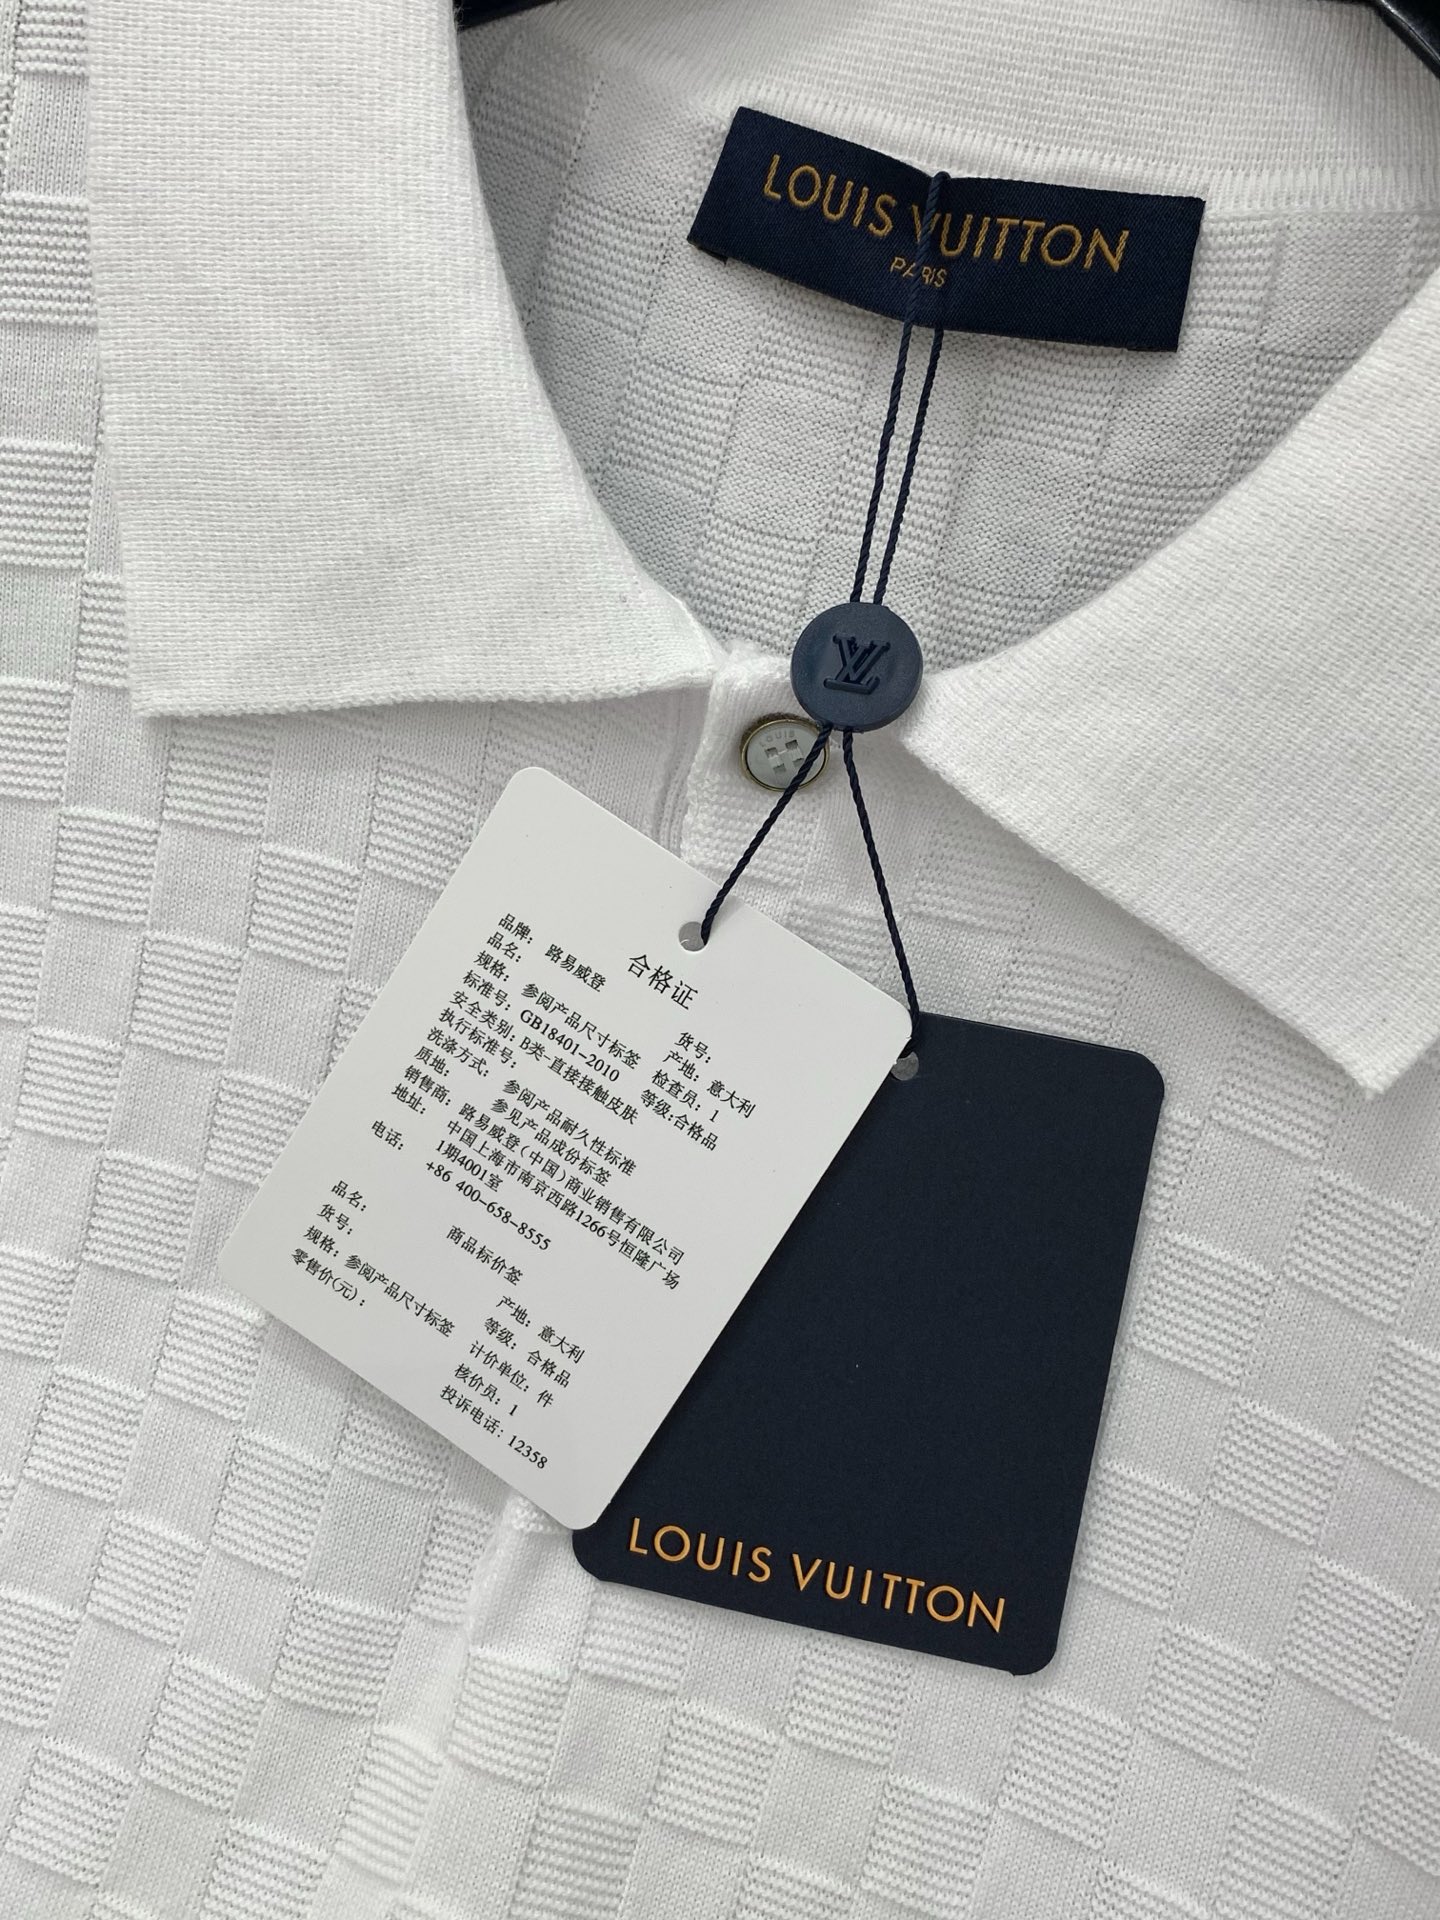 LOUIS VUITTON
PARIS
LOUIS
合格证
品牌： 路易威登
品名： 货号：
规格： 参阅产品尺寸标签 产地： 意大利
标准号： GB18401-2010 检查员： 1
安全类别： B类-直接接触皮肤 等级:合格品
执行标准号：
洗涤方式： 参阅产品耐久性标准
质地： 参见产品成份标签
销售商： 路易威登(中国)商业销售有限公司
地址： 中国上海市南京西路1266号恒隆广场
1期4001室
电话： +86 400-658-8555
商品标价签
品名： 产地： 意大利
货号： 等级： 合格品
规格： 参阅产品尺寸标签 计价单位： 件
零售价(元)： 核价员： 1
投诉电话： 12358
LOUIS VUITTON